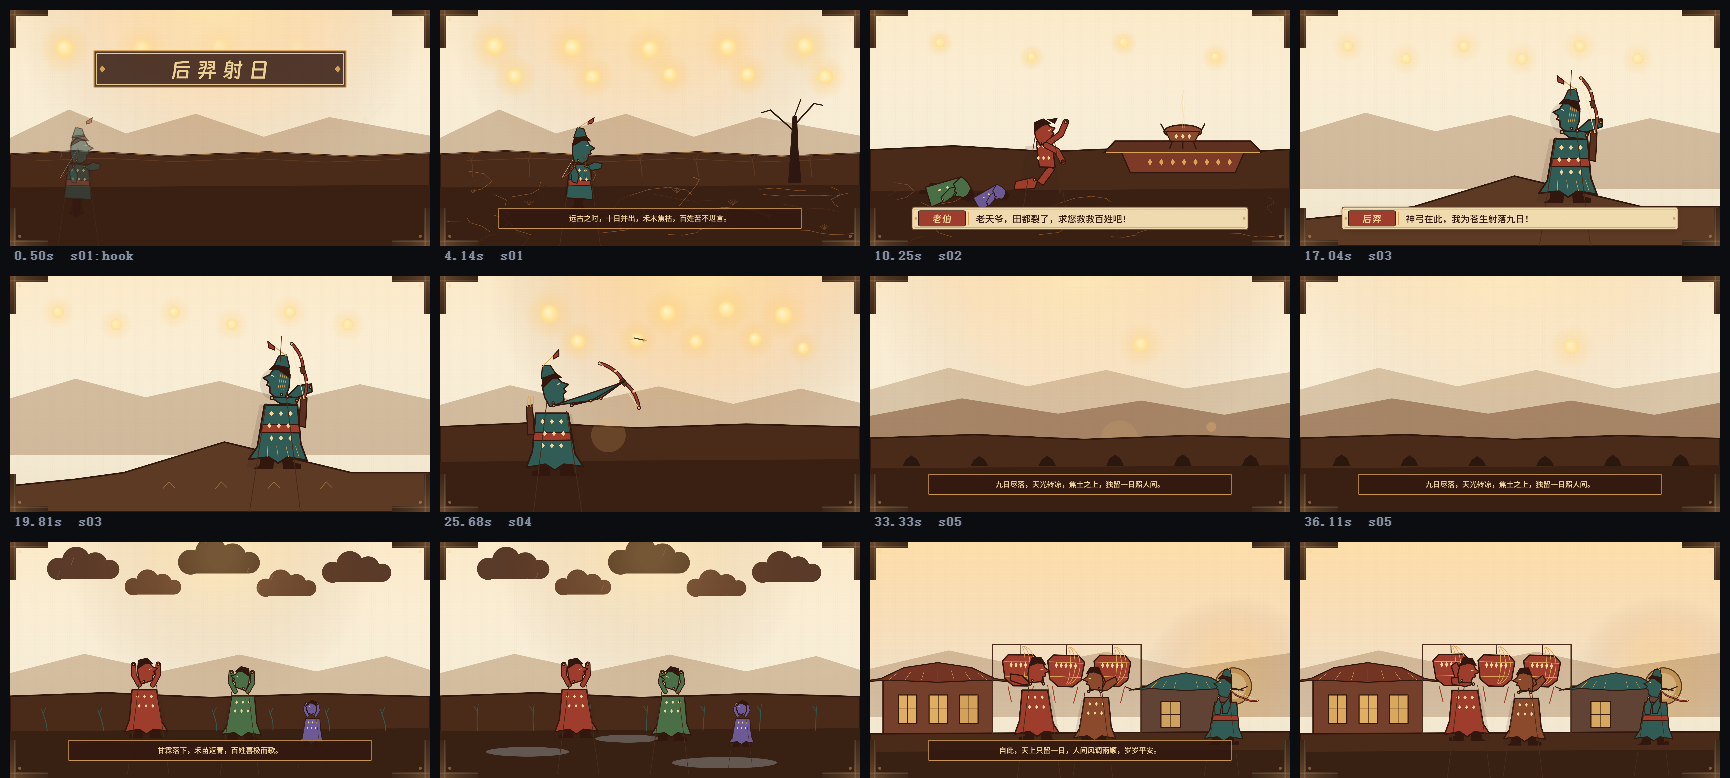 后羿射日
远古之时，十日并出，禾木焦枯，百姓苦不堪言。
老伯
老天爷，田都裂了，求您救救百姓吧！
后羿
神弓在此，我为苍生射落九日！
0.50s s01:hook
4.14s s01
10.25s s02
17.04s s03
九日尽落，天光转凉，焦土之上，独留一日照人间。
九日尽落，天光转凉，焦土之上，独留一日照人间。
19.81s s03
25.68s s04
33.33s s05
36.11s s05
甘霖落下，禾苗返青，百姓喜极而歌。
自此，天上只留一日，人间风调雨顺，岁岁平安。